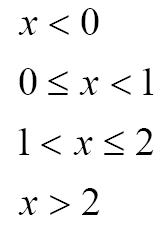 x < 0
0 ≤ x < 1
1 < x ≤ 2
x > 2